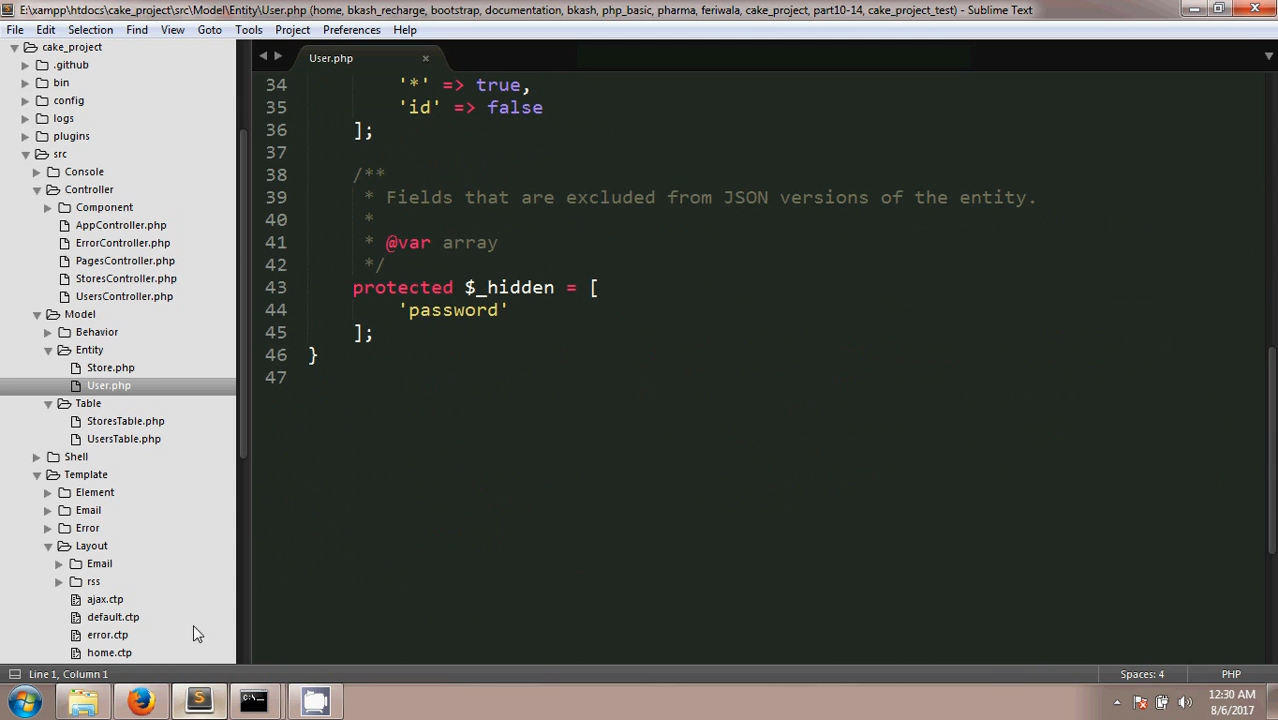 E:\xampp\htdocs\cake_project\src\Model\Entity\User.php (home, bkash_recharge, bootstrap, documentation, bkash, php_basic, pharma, feriwala, cake_project, part10-14, cake_project_test) - Sublime Text
File Edit Selection Find View Goto Tools Project Preferences Help
cake_project
.github
bin
config
logs
plugins
src
Console
Controller
Component
AppController.php
ErrorController.php
PagesController.php
StoresController.php
UsersController.php
Model
Behavior
Entity
Store.php
User.php
Table
StoresTable.php
UsersTable.php
Shell
Template
Element
Email
Error
Layout
Email
rss
ajax.ctp
default.ctp
error.ctp
home.ctp
User.php ×
34 '*' => true,
35 'id' => false
36 ];
37
38 /**
39 * Fields that are excluded from JSON versions of the entity.
40 *
41 * @var array
42 */
43 protected $_hidden = [
44 'password'
45 ];
46 }
47
Line 1, Column 1 Spaces: 4 PHP
12:30 AM
8/6/2017